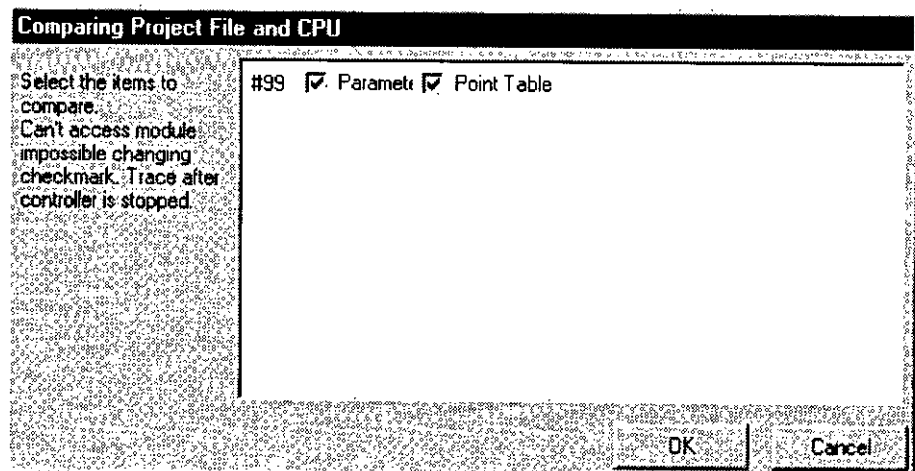 Comparing Project File and CPU
Select the items to
compare.
Can't access module
impossible changing
checkmark. Trace after
controller is stopped.
#99 Paramete Point Table
OK Cancel